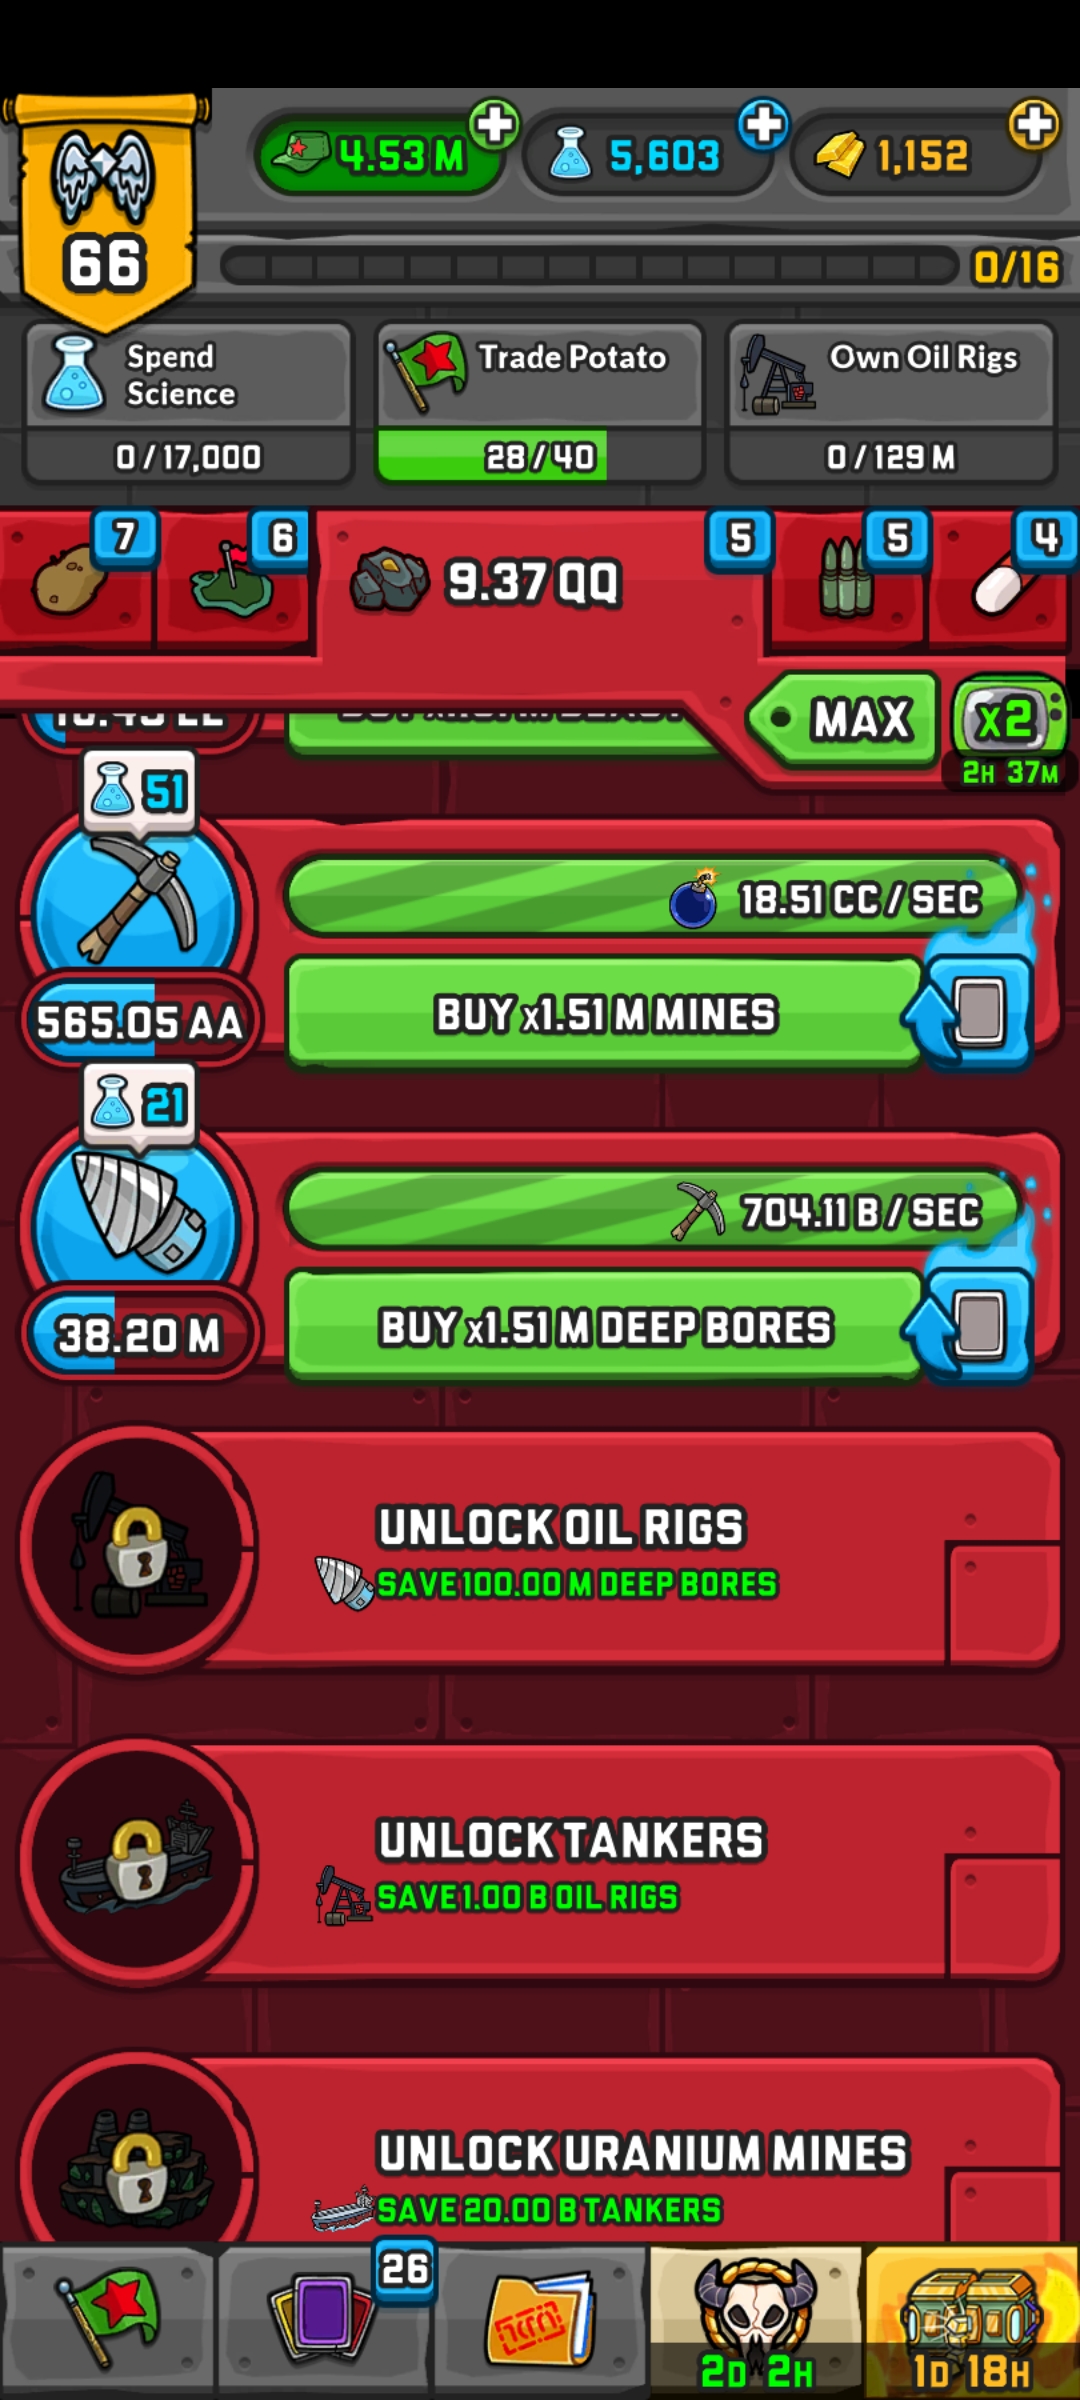 4.53 M
5,603
1,152
66
0/16
Spend
Science
0 / 17,000
Trade Potato
28 / 40
Own Oil Rigs
0 / 129 M
7
6
9.37 QQ
5
5
4
MAX
x2
2H 37M
51
18.51 CC / SEC
565.05 AA
BUY x1.51 M MINES
21
704.11 B / SEC
38.20 M
BUY x1.51 M DEEP BORES
UNLOCK OIL RIGS
SAVE 100.00 M DEEP BORES
UNLOCK TANKERS
SAVE 1.00 B OIL RIGS
UNLOCK URANIUM MINES
SAVE 20.00 B TANKERS
26
2D 2H
1D 18H